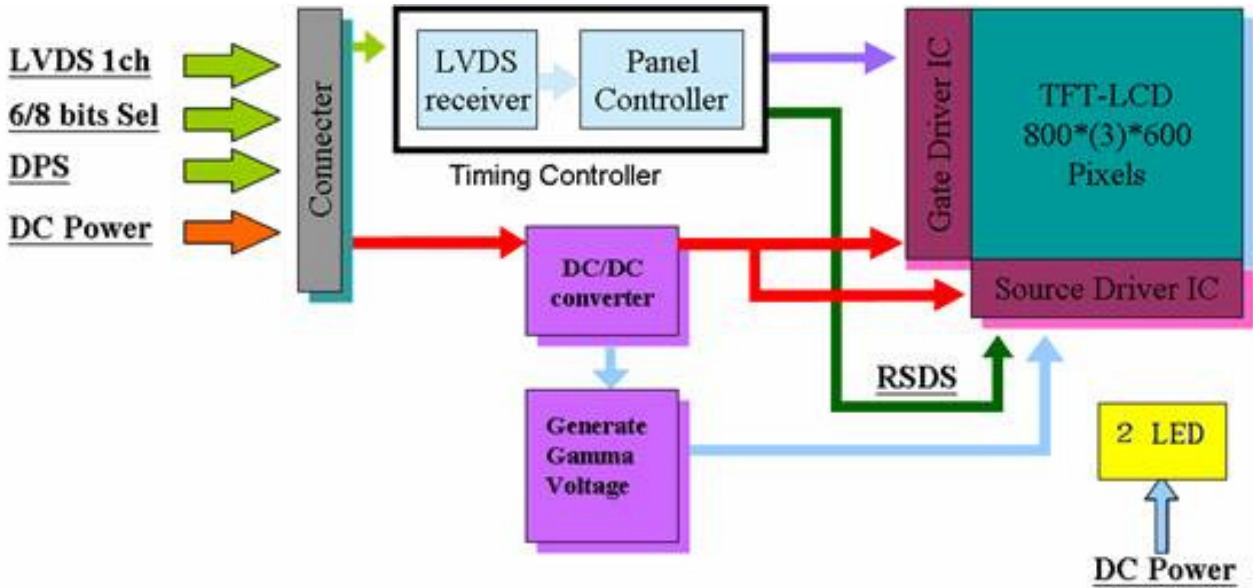 LVDS 1ch
6/8 bits Sel
DPS
DC Power
Connecter
LVDS
receiver
Panel
Controller
Timing Controller
DC/DC
converter
Generate
Gamma
Voltage
Gate Driver IC
TFT-LCD
800*(3)*600
Pixels
Source Driver IC
RSDS
2 LED
DC Power